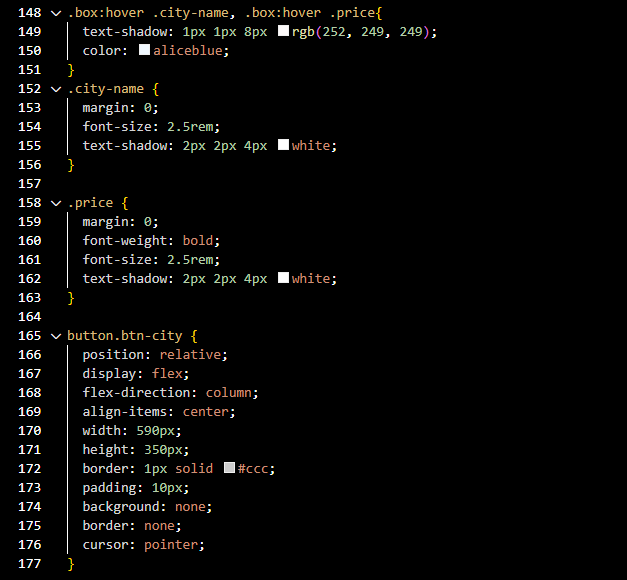 148 .box:hover .city-name, .box:hover .price{
149 text-shadow: 1px 1px 8px rgb(252, 249, 249);
150 color: aliceblue;
151 }
152 .city-name {
153 margin: 0;
154 font-size: 2.5rem;
155 text-shadow: 2px 2px 4px white;
156 }
157
158 .price {
159 margin: 0;
160 font-weight: bold;
161 font-size: 2.5rem;
162 text-shadow: 2px 2px 4px white;
163 }
164
165 button.btn-city {
166 position: relative;
167 display: flex;
168 flex-direction: column;
169 align-items: center;
170 width: 590px;
171 height: 350px;
172 border: 1px solid #ccc;
173 padding: 10px;
174 background: none;
175 border: none;
176 cursor: pointer;
177 }